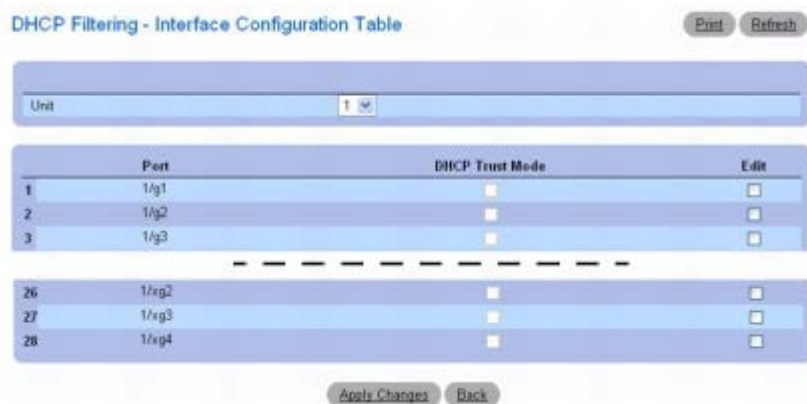 DHCP Filtering - Interface Configuration Table Print Refresh
Unit 1
Port DHCP Trust Mode Edit
1 1/g1
2 1/g2
3 1/g3
26 1/xg2
27 1/xg3
28 1/xg4
Apply Changes Back